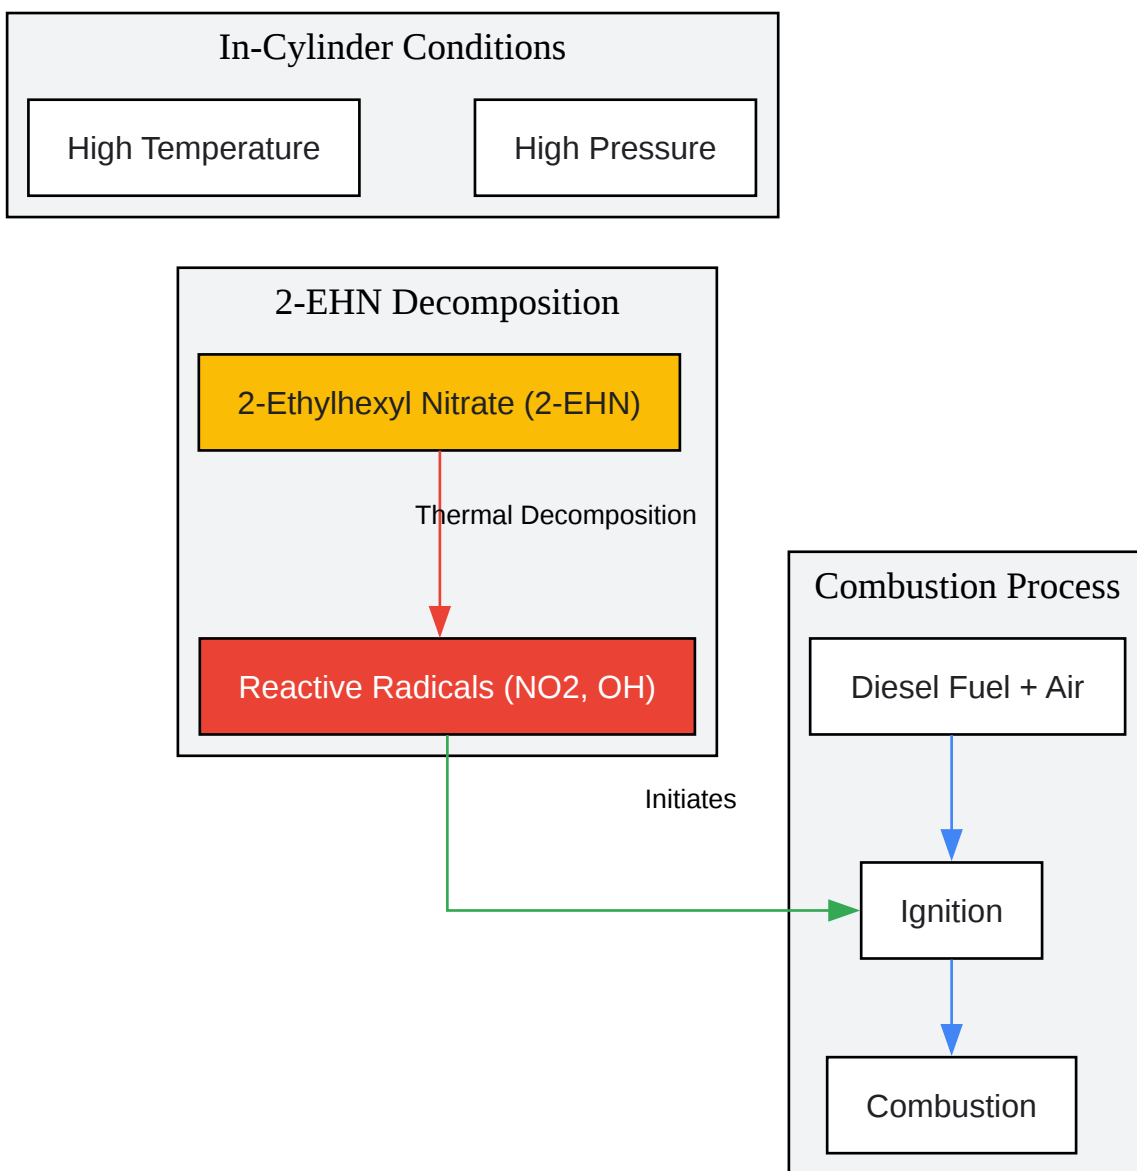 In-Cylinder Conditions
High Temperature
High Pressure
2-EHN Decomposition
2-Ethylhexyl Nitrate (2-EHN)
Thermal Decomposition
Reactive Radicals (NO2, OH)
Initiates
Combustion Process
Diesel Fuel + Air
Ignition
Combustion